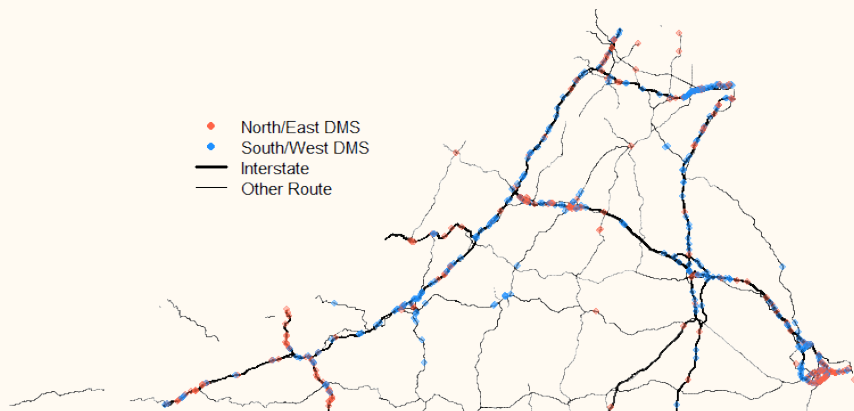 North/East DMS
South/West DMS
Interstate
Other Route